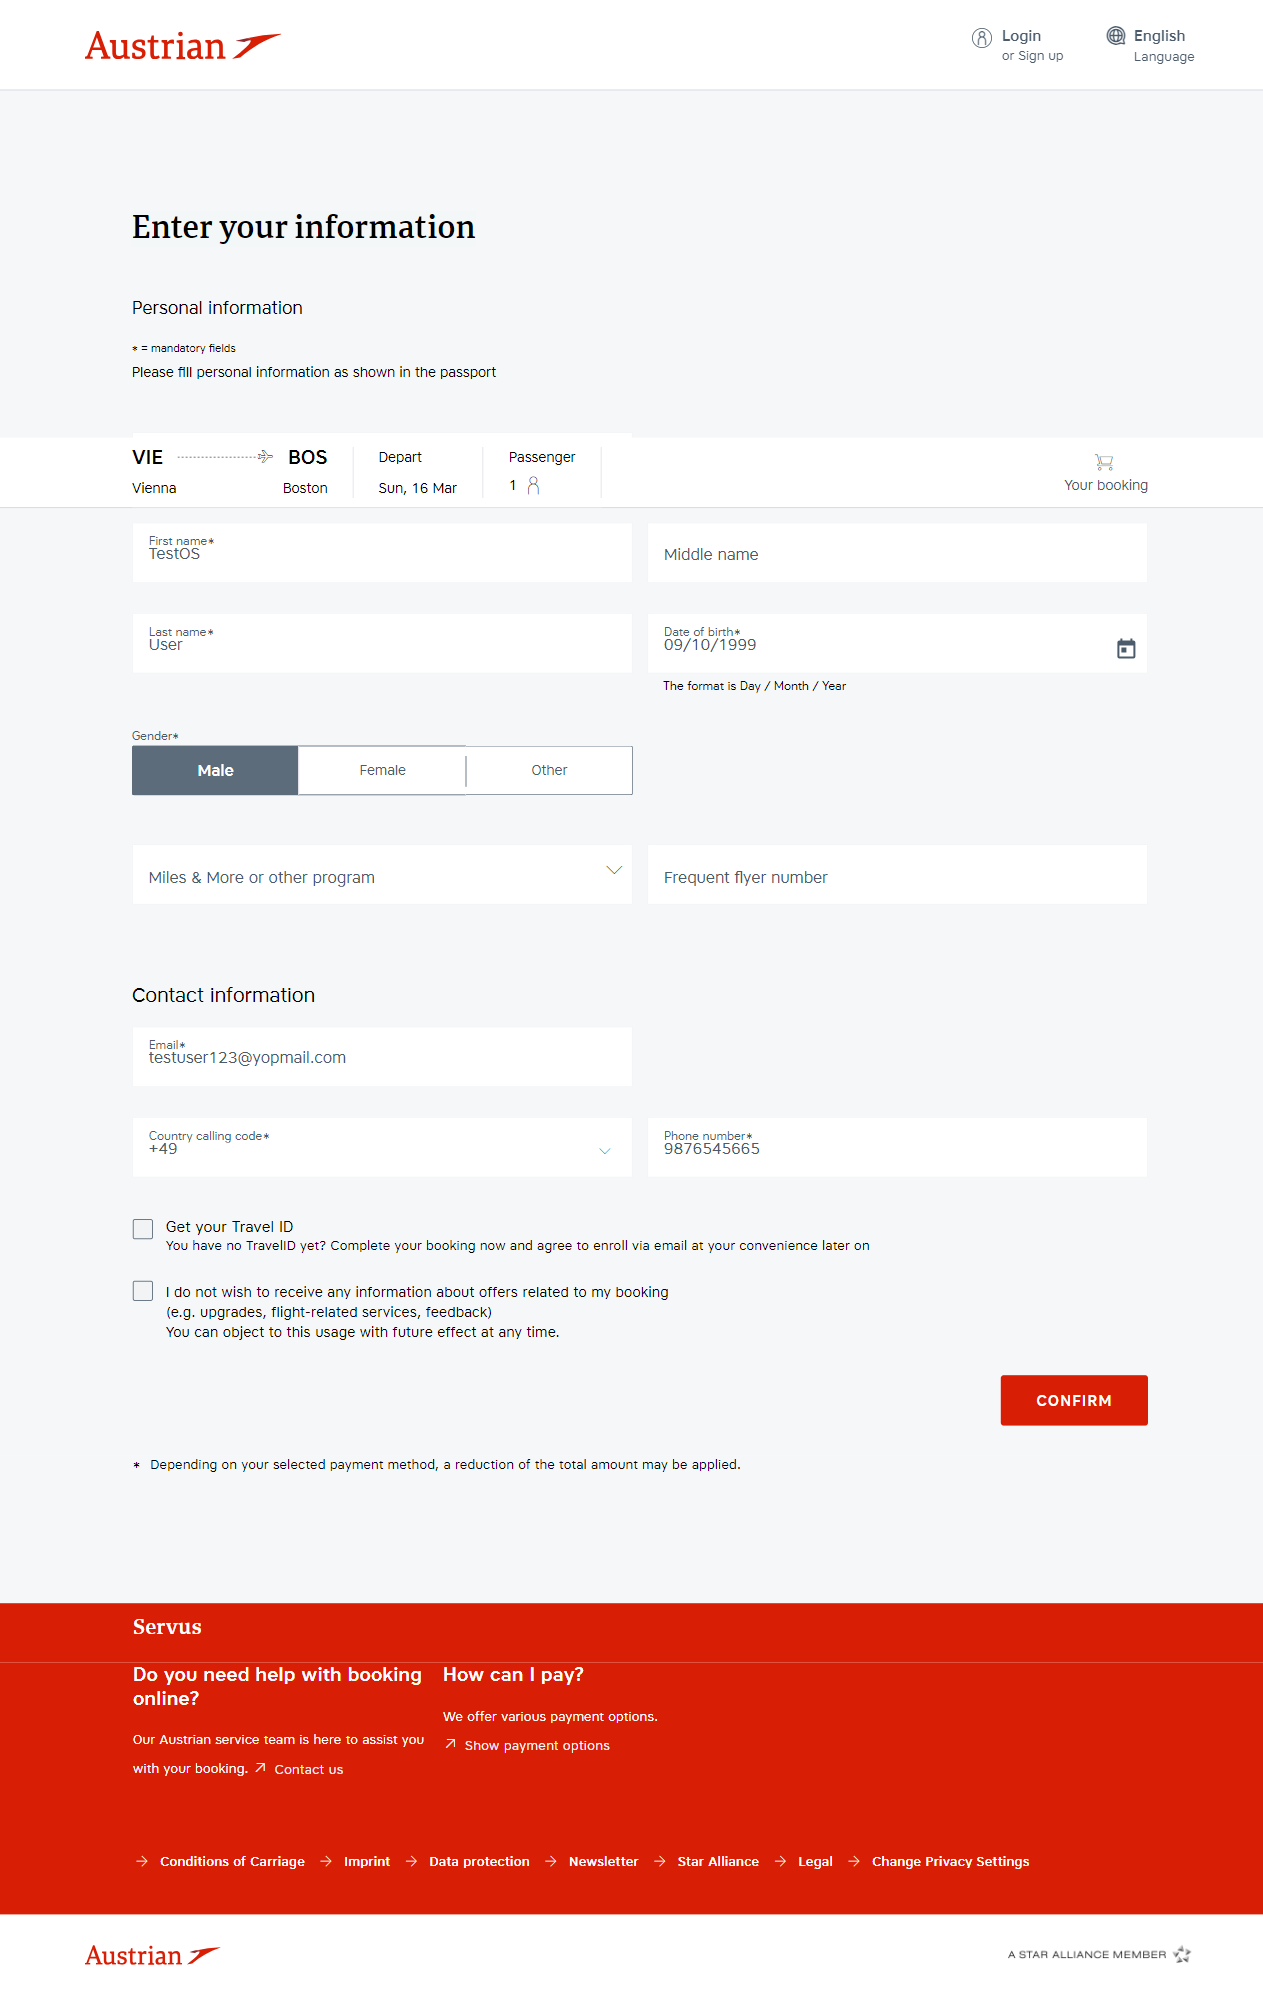 Austrian
Login
or Sign up
English
Language
Enter your information
Personal information
* = mandatory fields
Please fill personal information as shown in the passport
VIE BOS
Vienna Boston
Depart
Sun, 16 Mar
Passenger
1
Your booking
First name*
TestOS
Middle name
Last name*
User
Date of birth*
09/10/1999
The format is Day / Month / Year
Gender*
Male Female Other
Miles & More or other program
Frequent flyer number
Contact information
Email*
testuser123@yopmail.com
Country calling code*
+49
Phone number*
9876545665
Get your Travel ID
You have no TravelID yet? Complete your booking now and agree to enroll via email at your convenience later on
I do not wish to receive any information about offers related to my booking
(e.g. upgrades, flight-related services, feedback)
You can object to this usage with future effect at any time.
CONFIRM
* Depending on your selected payment method, a reduction of the total amount may be applied.
Servus
Do you need help with booking
online?
Our Austrian service team is here to assist you
with your booking. Contact us
How can I pay?
We offer various payment options.
Show payment options
Conditions of Carriage Imprint Data protection Newsletter Star Alliance Legal Change Privacy Settings
Austrian
A STAR ALLIANCE MEMBER